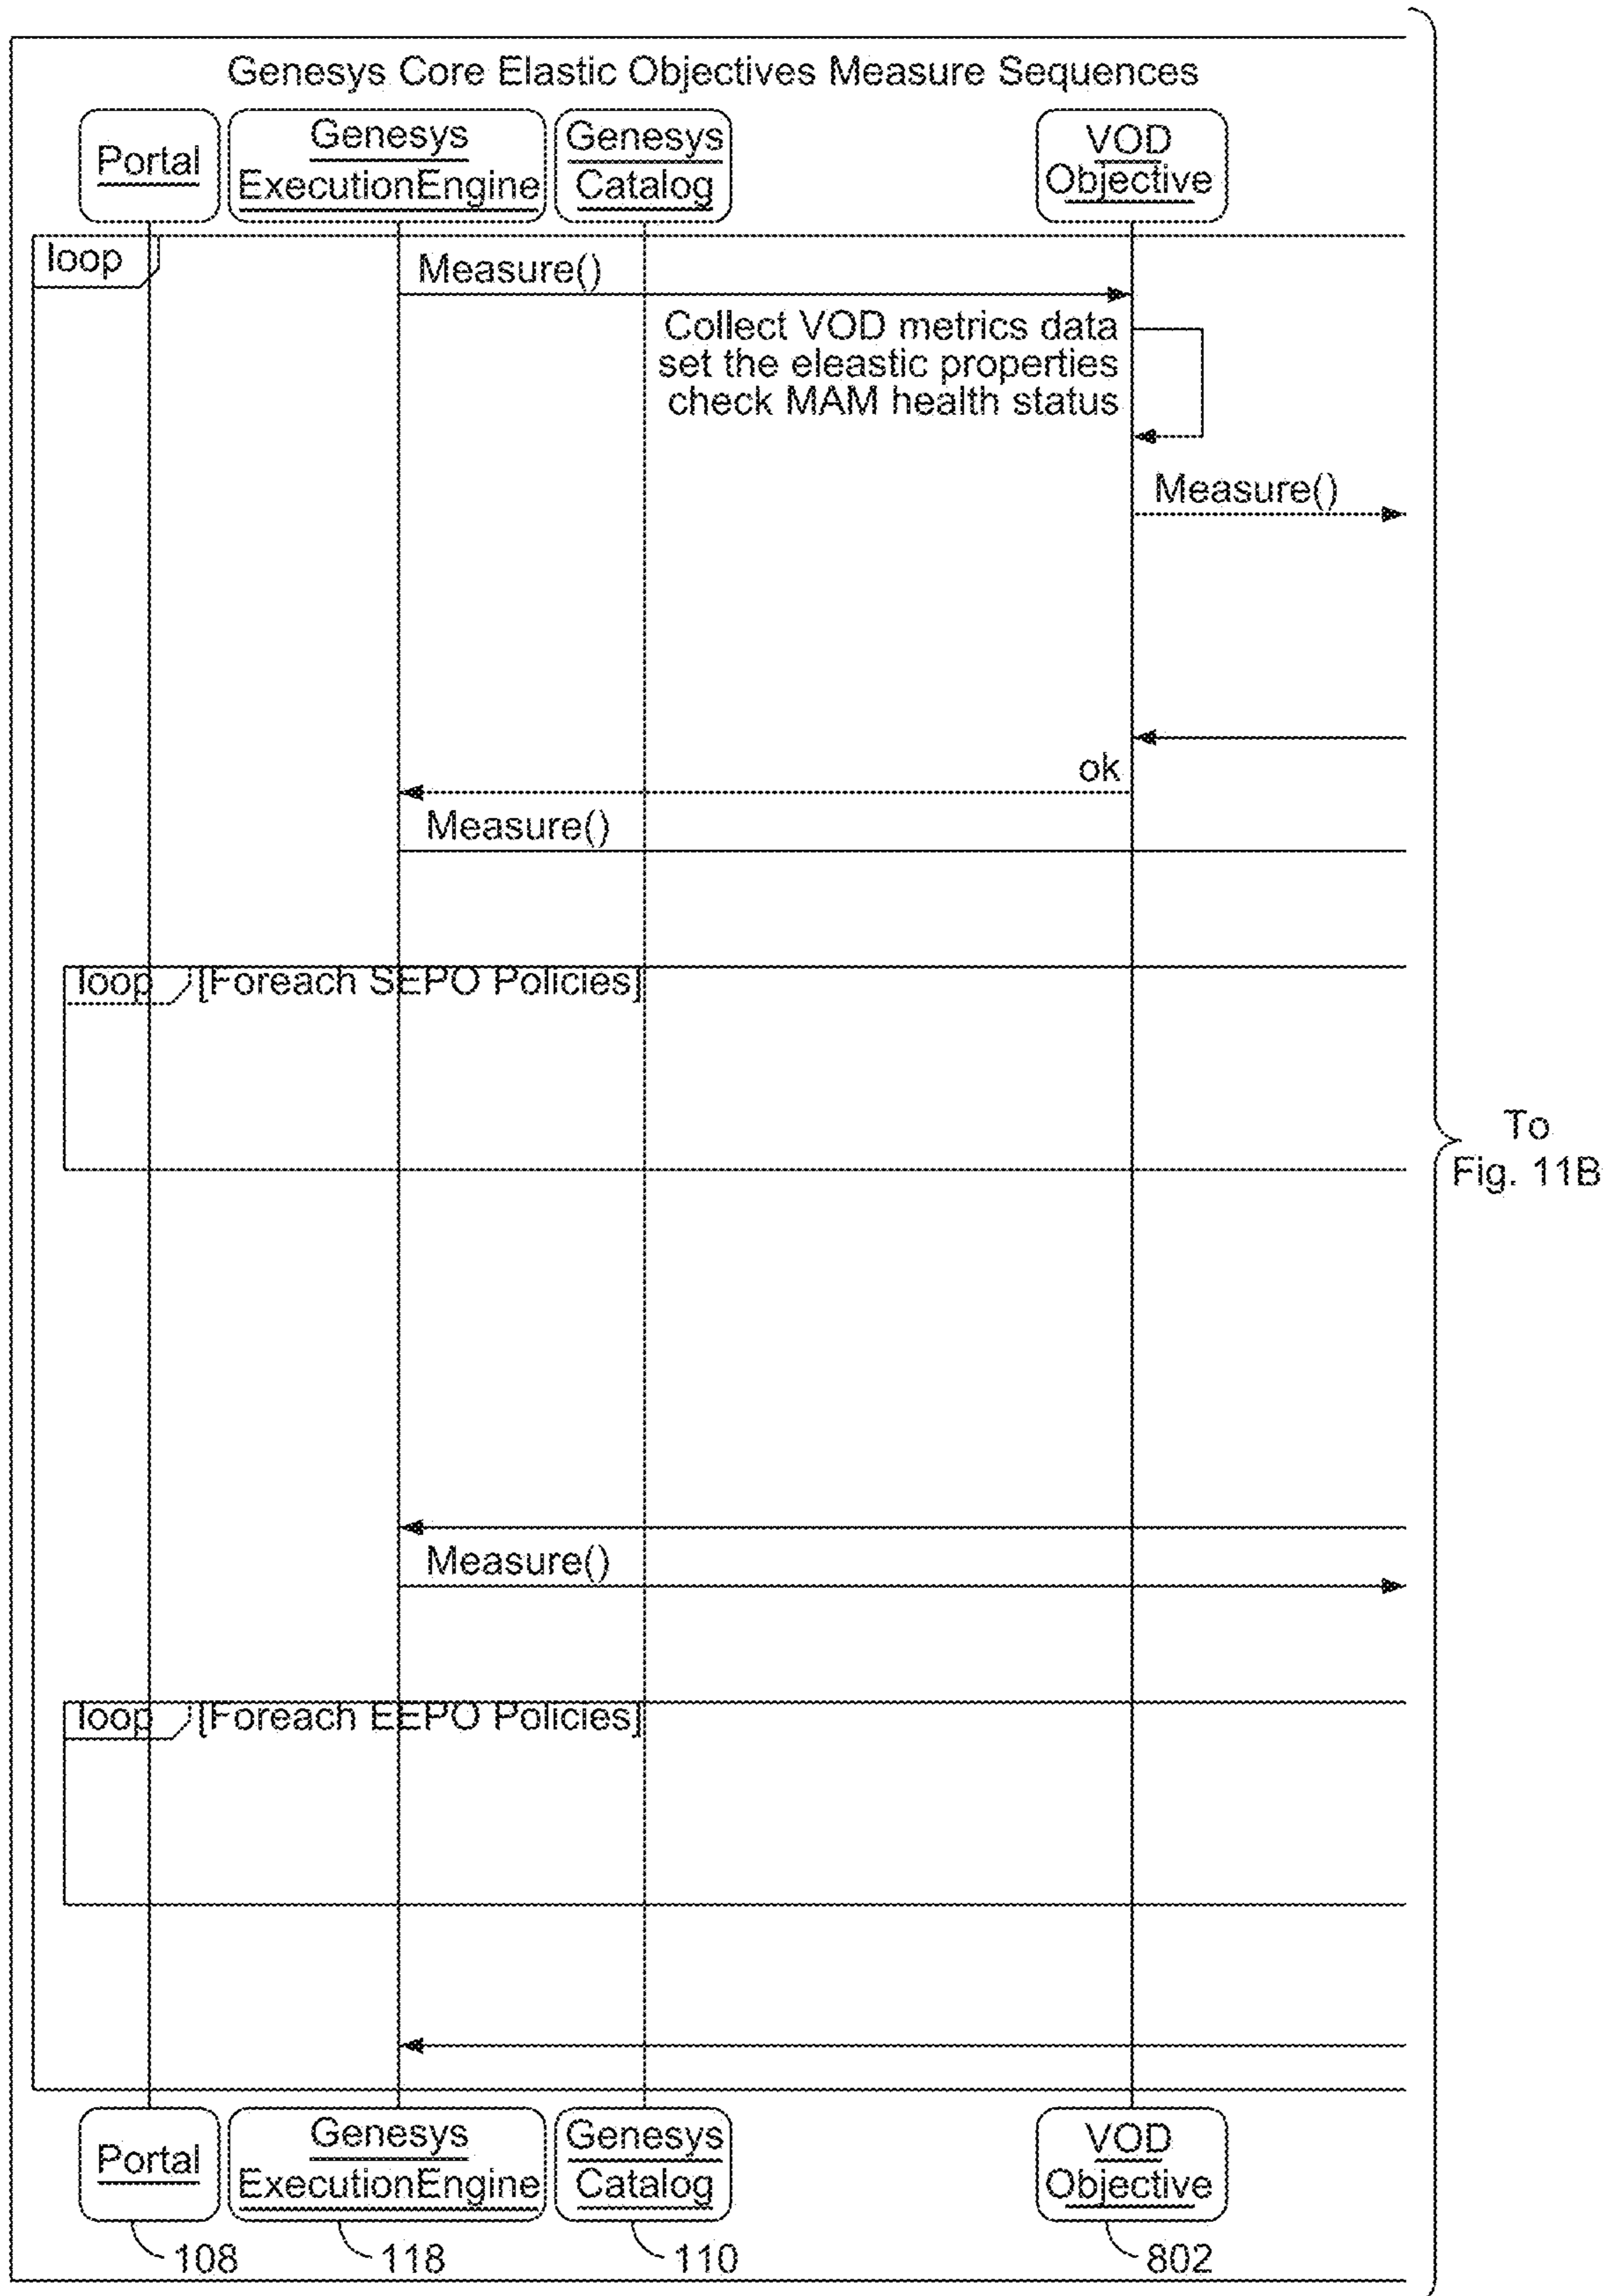 Genesys Core Elastic Objectives Measure Sequences
Portal
Genesys
ExecutionEngine
Genesys
Catalog
VOD
Objective
loop
Measure()
Collect VOD metrics data
set the eleastic properties
check MAM health status
Measure()
ok
Measure()
loop [Foreach SEPO Policies]
To
Fig. 11B
Measure()
loop [Foreach EEPO Policies]
Portal
Genesys
ExecutionEngine
Genesys
Catalog
VOD
Objective
108
118
110
802